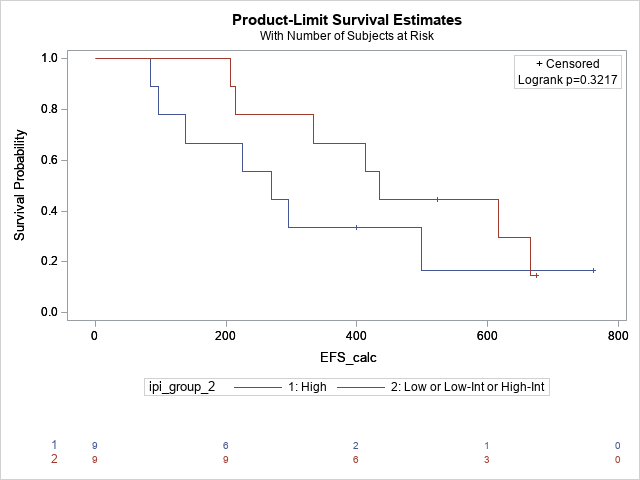 Product-Limit Survival Estimates
With Number of Subjects at Risk
+ Censored
Logrank p=0.3217
1.0
0.8
0.6
0.4
0.2
0.0
Survival Probability
0 200 400 600 800
EFS_calc
ipi_group_2 1: High 2: Low or Low-Int or High-Int
1 9 6 2 1 0
2 9 9 6 3 0